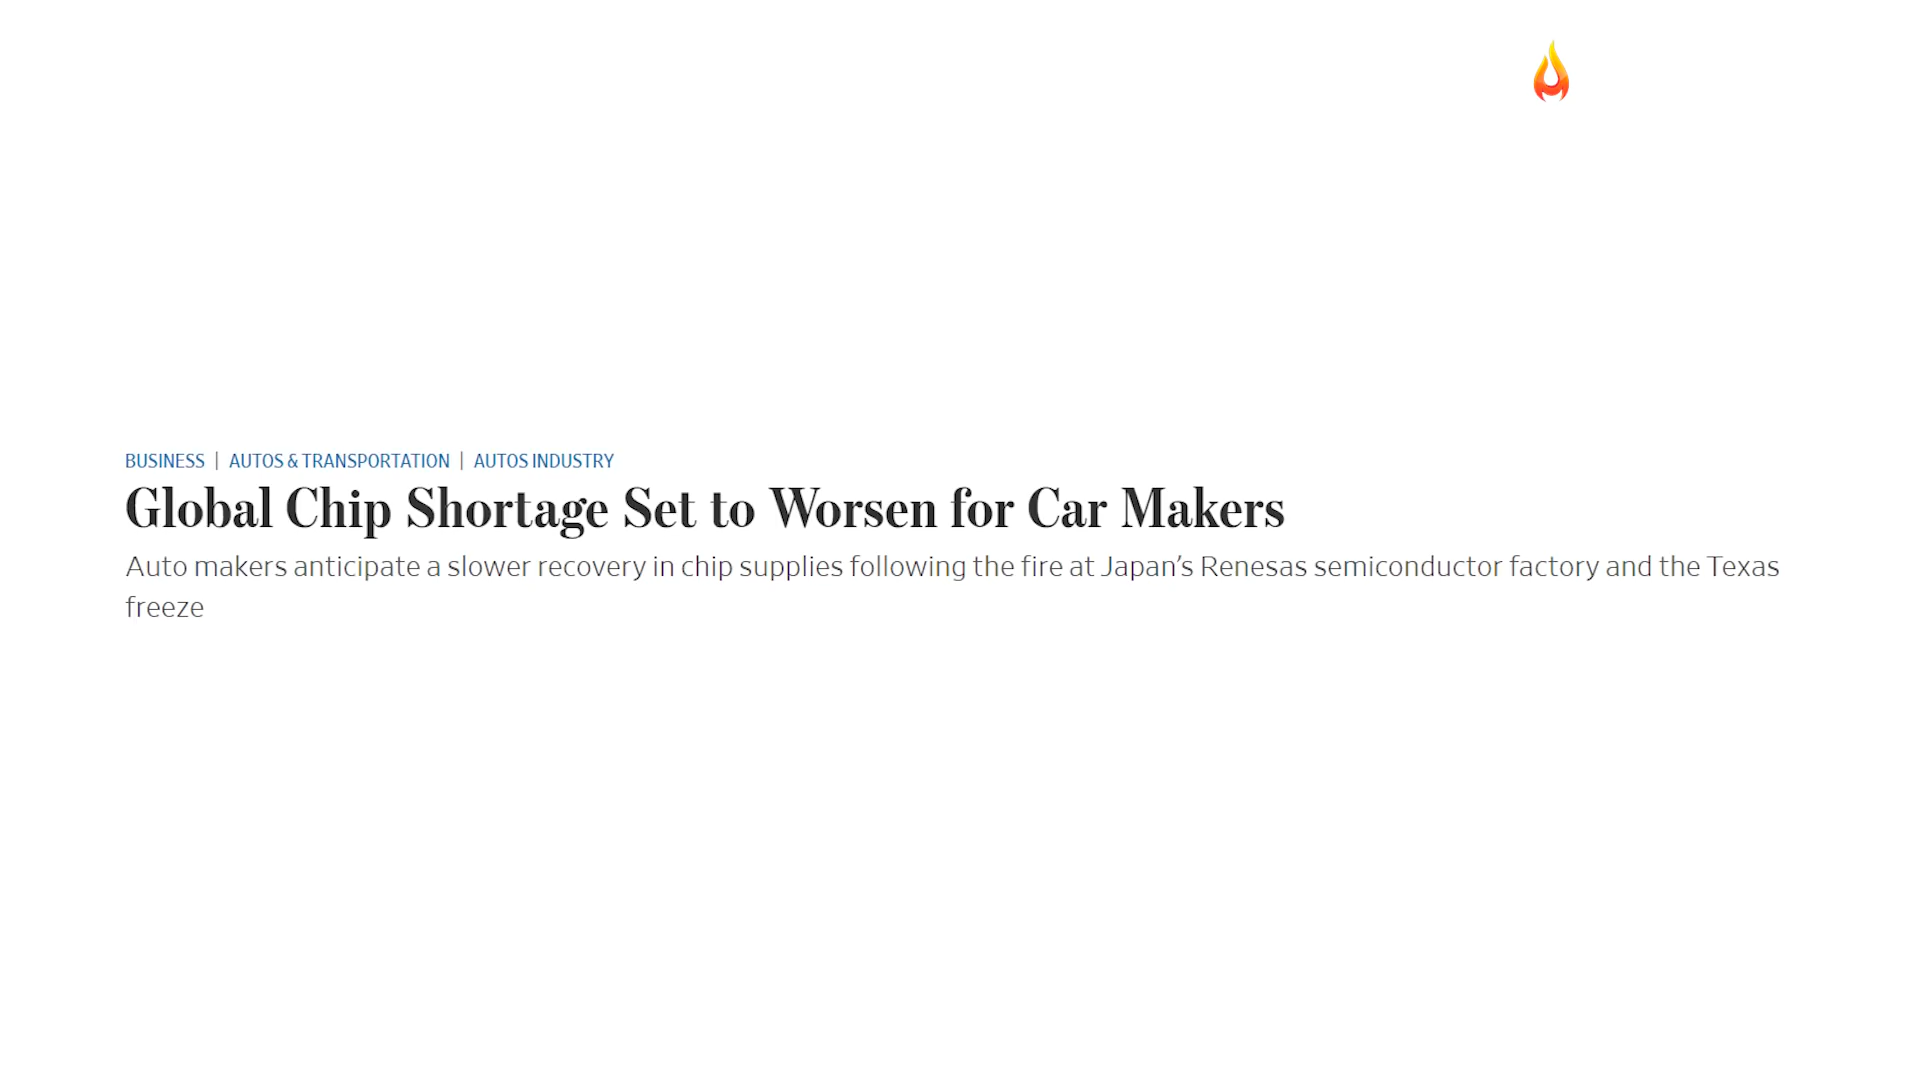 BUSINESS | AUTOS & TRANSPORTATION | AUTOS INDUSTRY
Global Chip Shortage Set to Worsen for Car Makers
Auto makers anticipate a slower recovery in chip supplies following the fire at Japan’s Renesas semiconductor factory and the Texas
freeze